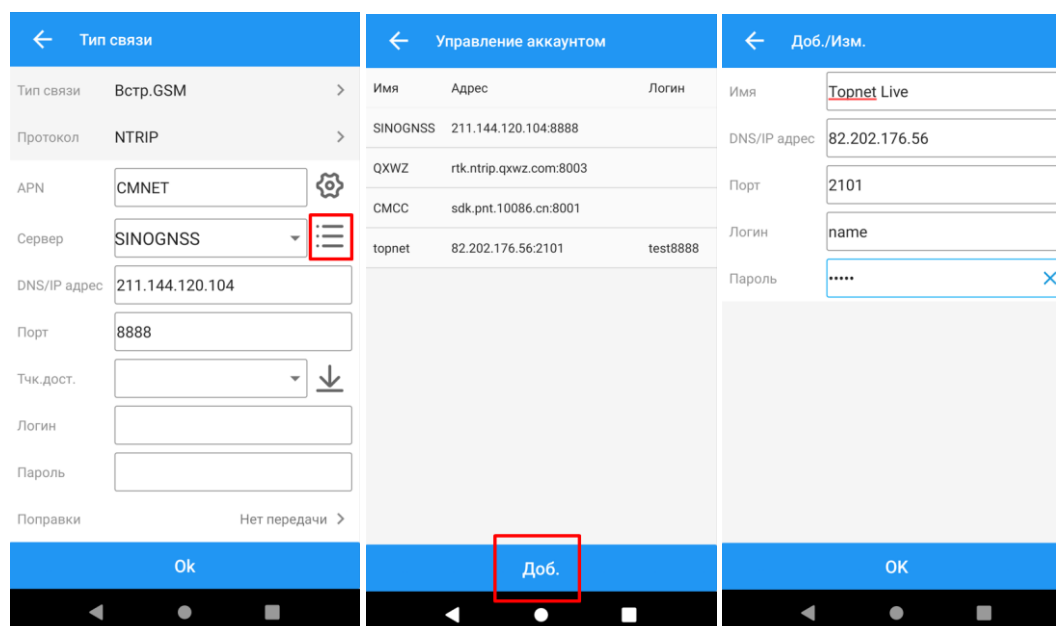 Тип связи
Тип связи Встр.GSM
Протокол NTRIP
APN CMNET
Сервер SINOGNSS
DNS/IP адрес 211.144.120.104
Порт 8888
Тчк.дост.
Логин
Пароль
Поправки Нет передачи
Ok
Управление аккаунтом
Имя Адрес Логин
SINOGNSS 211.144.120.104:8888
QXWZ rtk.ntrip.qxwz.com:8003
CMCC sdk.pnt.10086.cn:8001
topnet 82.202.176.56:2101 test8888
Доб.
Доб./Изм.
Имя Topnet Live
DNS/IP адрес 82.202.176.56
Порт 2101
Логин name
Пароль •••••
OK